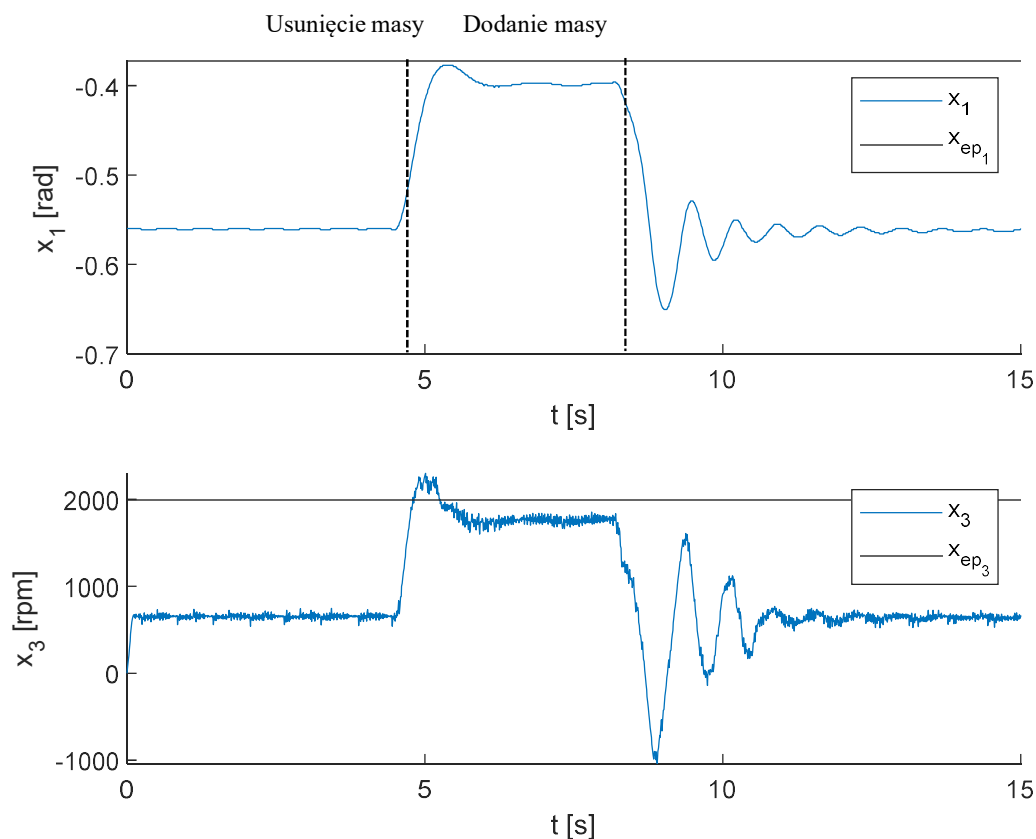 Usunięcie masy Dodanie masy
-0.4
-0.5
-0.6
-0.7
x1 [rad]
x1
xep1
0 5 10 15
t [s]
2000
1000
0
-1000
x3 [rpm]
x3
xep3
0 5 10 15
t [s]